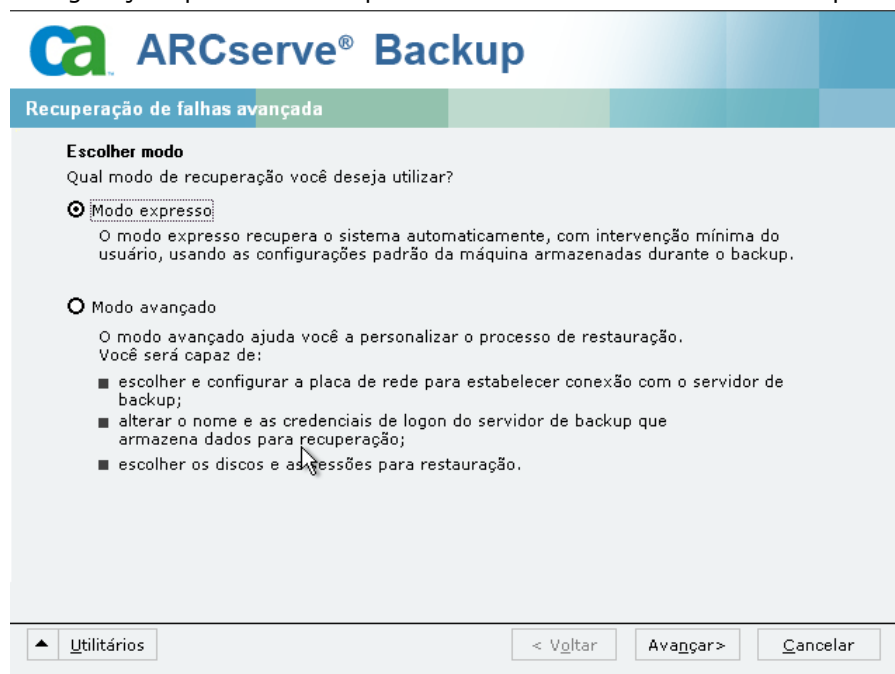 ca ARCserve® Backup
Recuperação de falhas avançada
Escolher modo
Qual modo de recuperação você deseja utilizar?
Modo expresso
O modo expresso recupera o sistema automaticamente, com intervenção mínima do
usuário, usando as configurações padrão da máquina armazenadas durante o backup.
Modo avançado
O modo avançado ajuda você a personalizar o processo de restauração.
Você será capaz de:
escolher e configurar a placa de rede para estabelecer conexão com o servidor de
backup;
alterar o nome e as credenciais de logon do servidor de backup que
armazena dados para recuperação;
escolher os discos e as sessões para restauração.
Utilitários
< Voltar
Avançar>
Cancelar